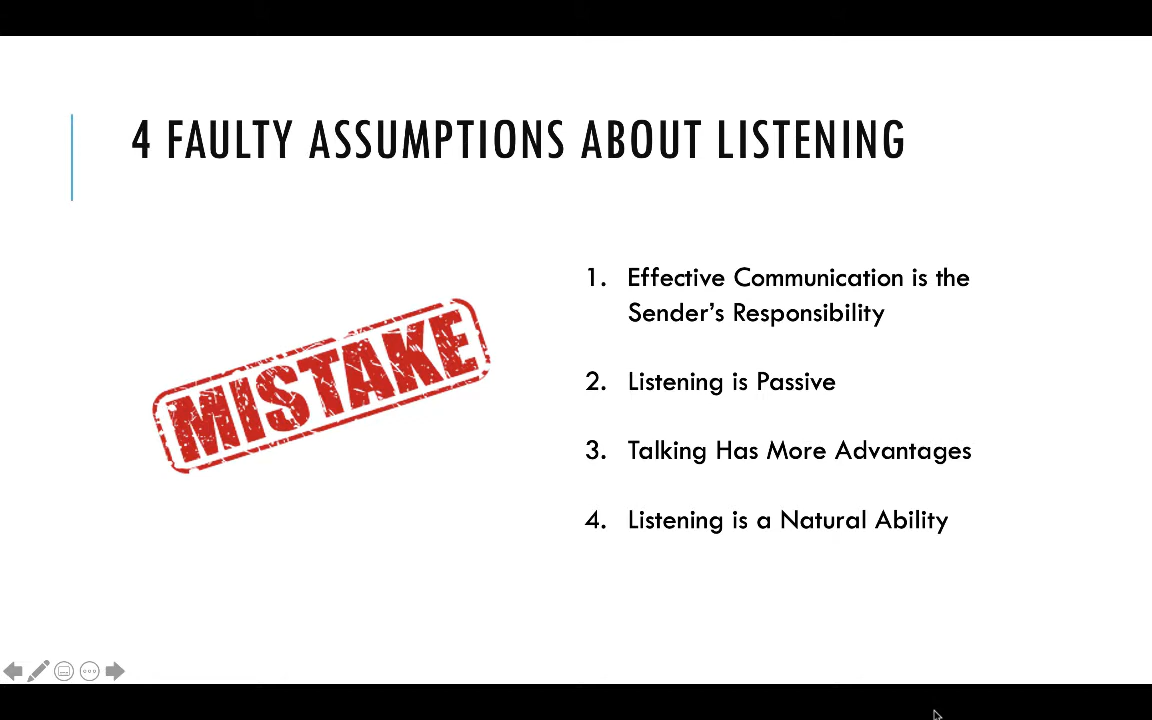 4 FAULTY ASSUMPTIONS ABOUT LISTENING
MISTAKE
1. Effective Communication is the
Sender’s Responsibility
2. Listening is Passive
3. Talking Has More Advantages
4. Listening is a Natural Ability